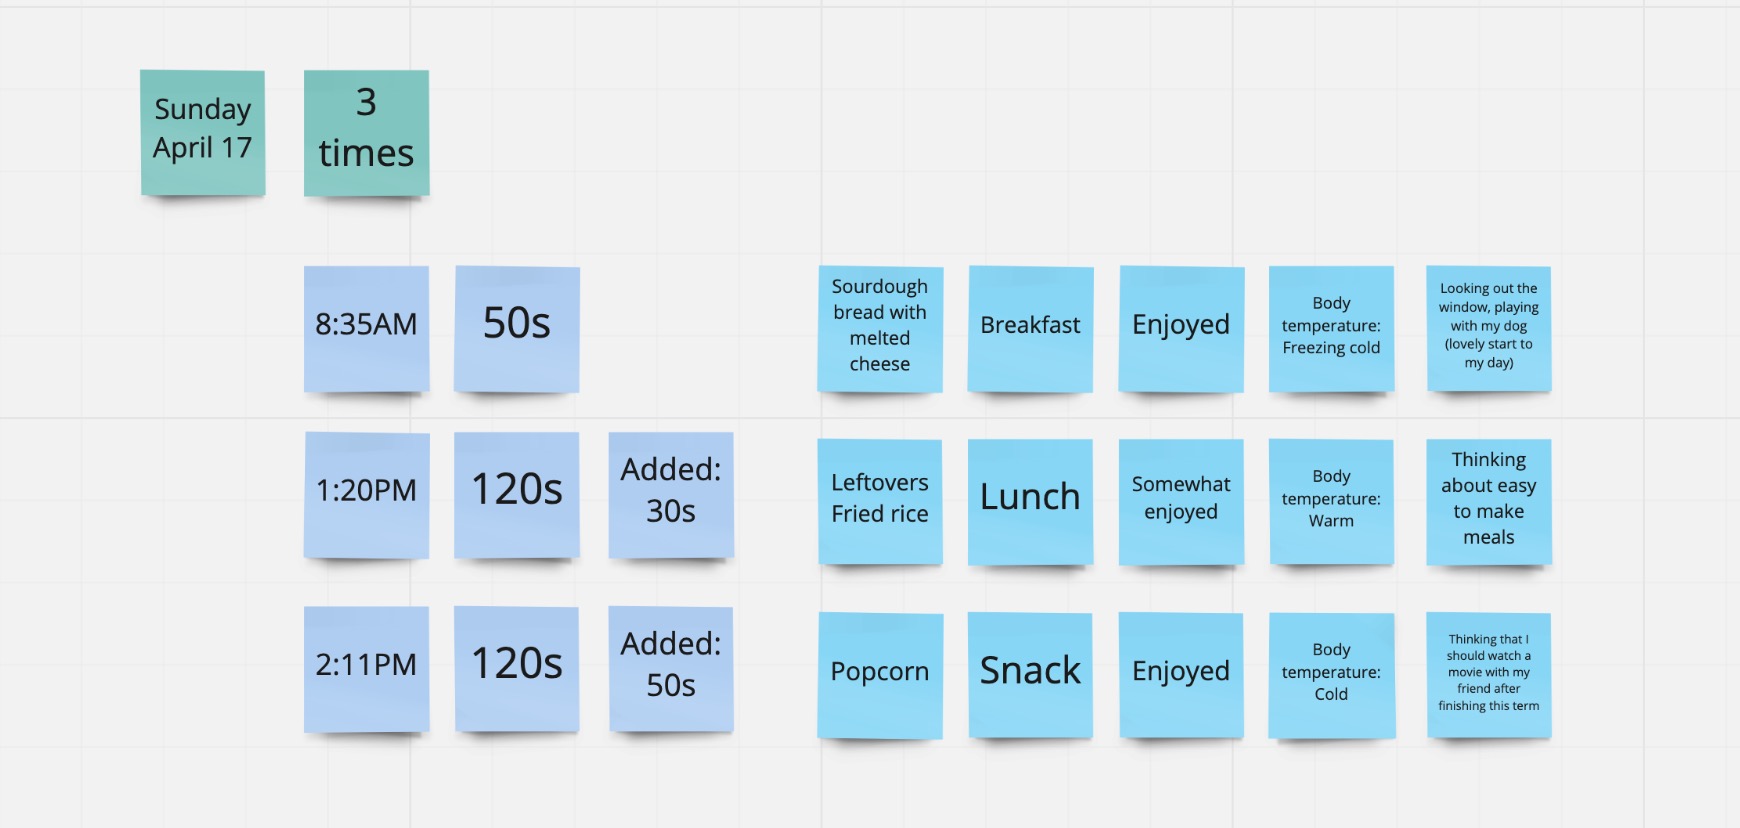 Sunday
April 17
3
times
8:35AM
50s
Sourdough
bread with
melted
cheese
Breakfast
Enjoyed
Body
temperature:
Freezing cold
Looking out the
window, playing
with my dog
(lovely start to
my day)
1:20PM
120s
Added:
30s
Leftovers
Fried rice
Lunch
Somewhat
enjoyed
Body
temperature:
Warm
Thinking
about easy
to make
meals
2:11PM
120s
Added:
50s
Popcorn
Snack
Enjoyed
Body
temperature:
Cold
Thinking that I
should watch a
movie with my
friend after
finishing this term